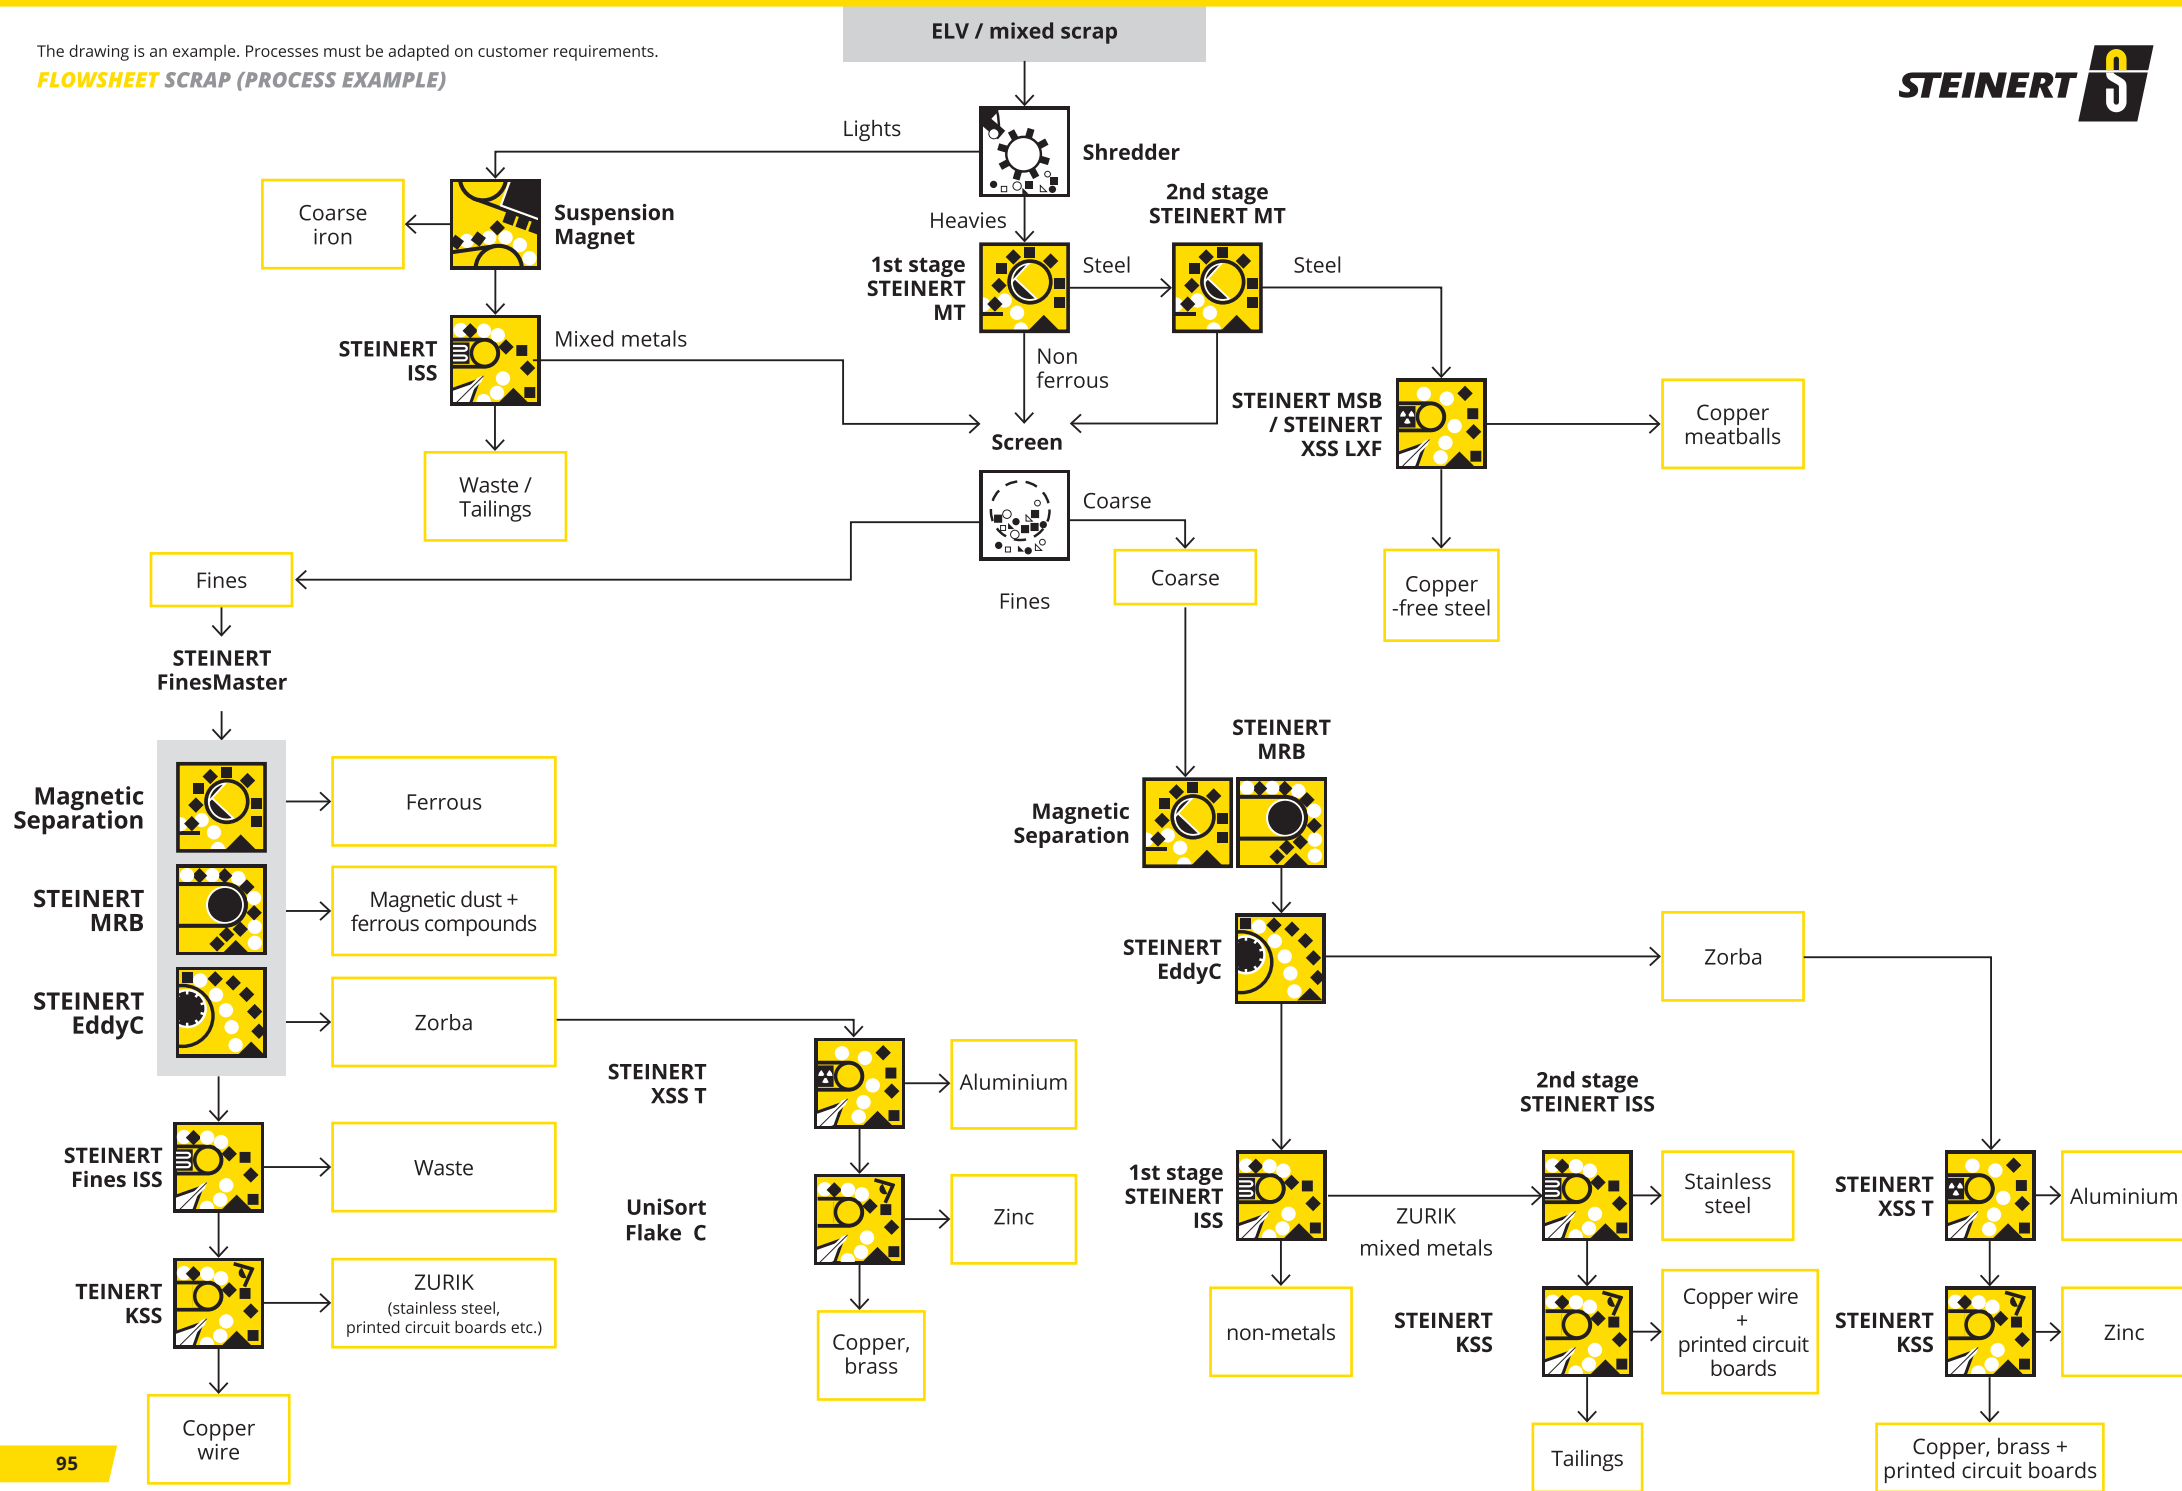 ELV / mixed scrap
The drawing is an example. Processes must be adapted on customer requirements.
FLOWSHEET SCRAP (PROCESS EXAMPLE)
STEINERT S
Lights
Shredder
2nd stage
STEINERT MT
Coarse
iron
Suspension
Magnet
Heavies
1st stage
STEINERT
MT
Steel
Steel
STEINERT
ISS
Mixed metals
Non
ferrous
Screen
STEINERT MSB
/ STEINERT
XSS LXF
Copper
meatballs
Waste /
Tailings
Coarse
Fines
Fines
Coarse
Copper
-free steel
STEINERT
FinesMaster
STEINERT
MRB
Magnetic
Separation
Ferrous
Magnetic
Separation
STEINERT
MRB
Magnetic dust +
ferrous compounds
STEINERT
EddyC
Zorba
STEINERT
EddyC
Zorba
STEINERT
XSS T
Aluminium
2nd stage
STEINERT ISS
STEINERT
Fines ISS
Waste
UniSort
Flake C
Zinc
1st stage
STEINERT
ISS
ZURIK
mixed metals
Stainless
steel
STEINERT
XSS T
Aluminium
TEINERT
KSS
ZURIK
(stainless steel,
printed circuit boards etc.)
Copper,
brass
non-metals
STEINERT
KSS
Copper wire
+
printed circuit
boards
STEINERT
KSS
Zinc
Copper
wire
Tailings
Copper, brass +
printed circuit boards
95